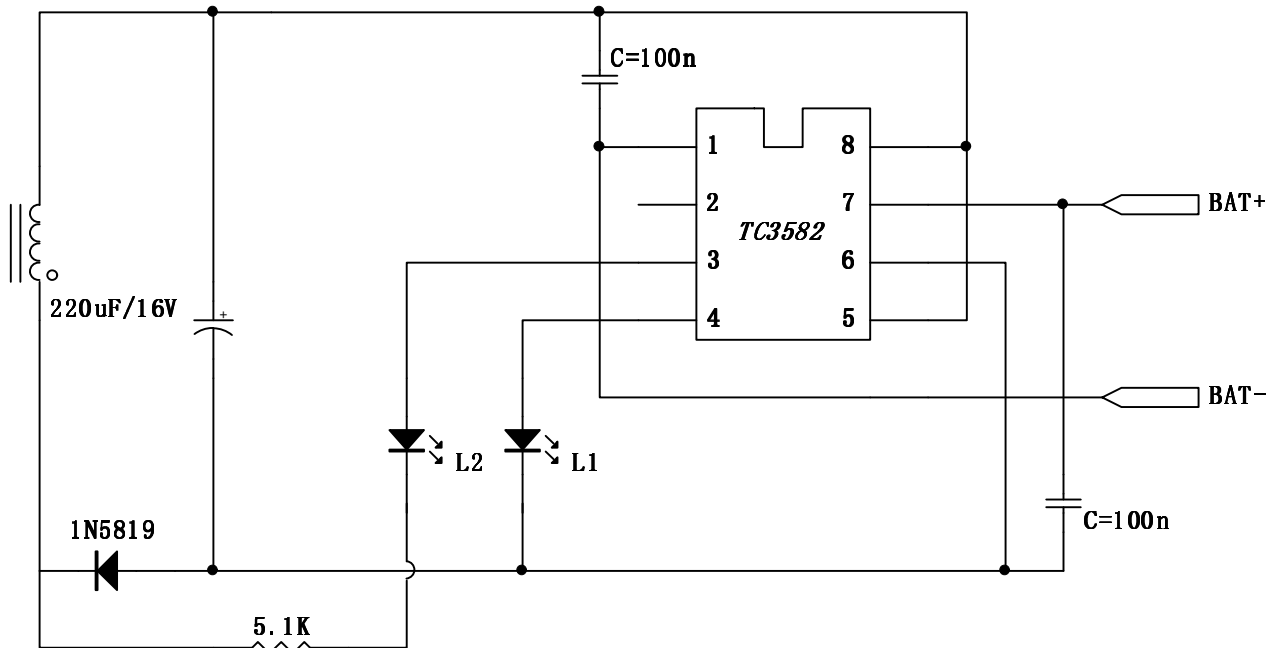 C=100n
1
8
2
7
BAT+
TC3582
3
6
220uF/16V
4
5
BAT-
L2
L1
1N5819
C=100n
5.1K